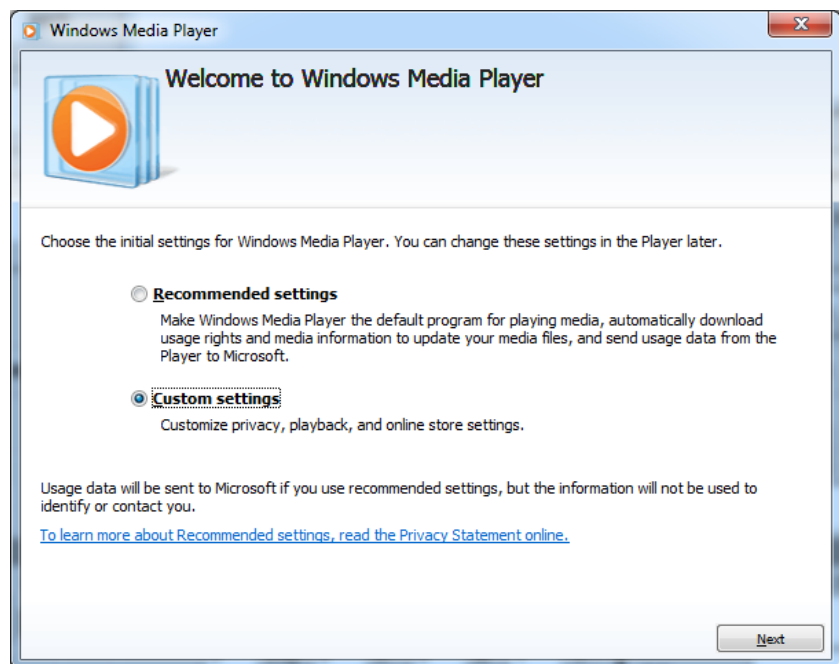 Windows Media Player
Welcome to Windows Media Player
Choose the initial settings for Windows Media Player. You can change these settings in the Player later.
Recommended settings
Make Windows Media Player the default program for playing media, automatically download
usage rights and media information to update your media files, and send usage data from the
Player to Microsoft.
Custom settings
Customize privacy, playback, and online store settings.
Usage data will be sent to Microsoft if you use recommended settings, but the information will not be used to
identify or contact you.
To learn more about Recommended settings, read the Privacy Statement online.
Next